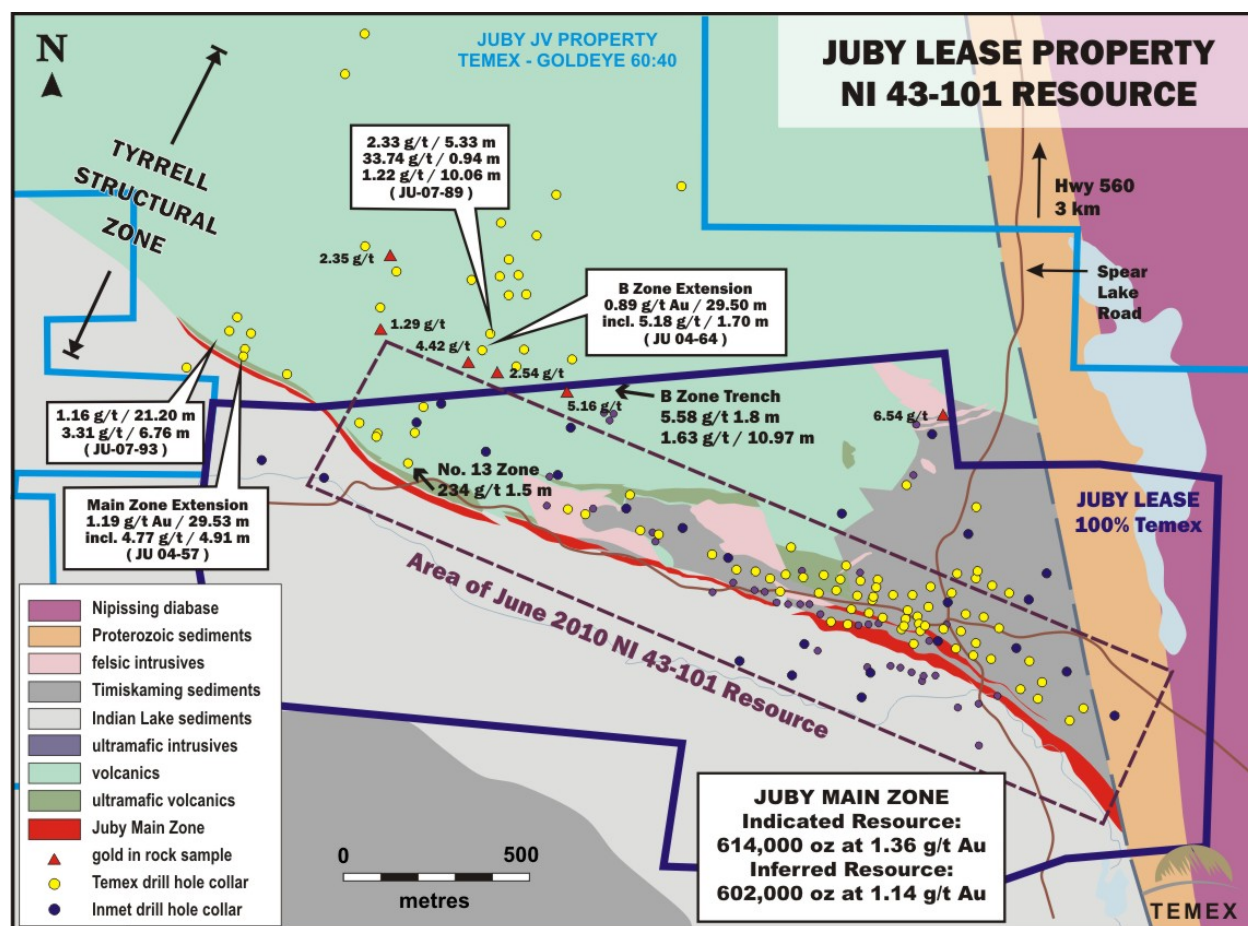 JUBY LEASE PROPERTY
NI 43-101 RESOURCE
JUBY JV PROPERTY
TEMEX - GOLDEYE 60:40
N
TYRRELL
STRUCTURAL
ZONE
2.33 g/t / 5.33 m
33.74 g/t / 0.94 m
1.22 g/t / 10.06 m
( JU-07-89 )
Hwy 560
3 km
Spear
Lake
Road
2.35 g/t
B Zone Extension
0.89 g/t Au / 29.50 m
incl. 5.18 g/t / 1.70 m
( JU 04-64 )
1.29 g/t
4.42 g/t
2.54 g/t
5.16 g/t
B Zone Trench
5.58 g/t 1.8 m
1.63 g/t / 10.97 m
6.54 g/t
1.16 g/t / 21.20 m
3.31 g/t / 6.76 m
( JU-07-93 )
No. 13 Zone
234 g/t 1.5 m
Main Zone Extension
1.19 g/t Au / 29.53 m
incl. 4.77 g/t / 4.91 m
( JU 04-57 )
JUBY LEASE
100% Temex
Area of June 2010 NI 43-101 Resource
Nipissing diabase
Proterozoic sediments
felsic intrusives
Timiskaming sediments
Indian Lake sediments
ultramafic intrusives
volcanics
ultramafic volcanics
Juby Main Zone
gold in rock sample
Temex drill hole collar
Inmet drill hole collar
0 500
metres
JUBY MAIN ZONE
Indicated Resource:
614,000 oz at 1.36 g/t Au
Inferred Resource:
602,000 oz at 1.14 g/t Au
TEMEX